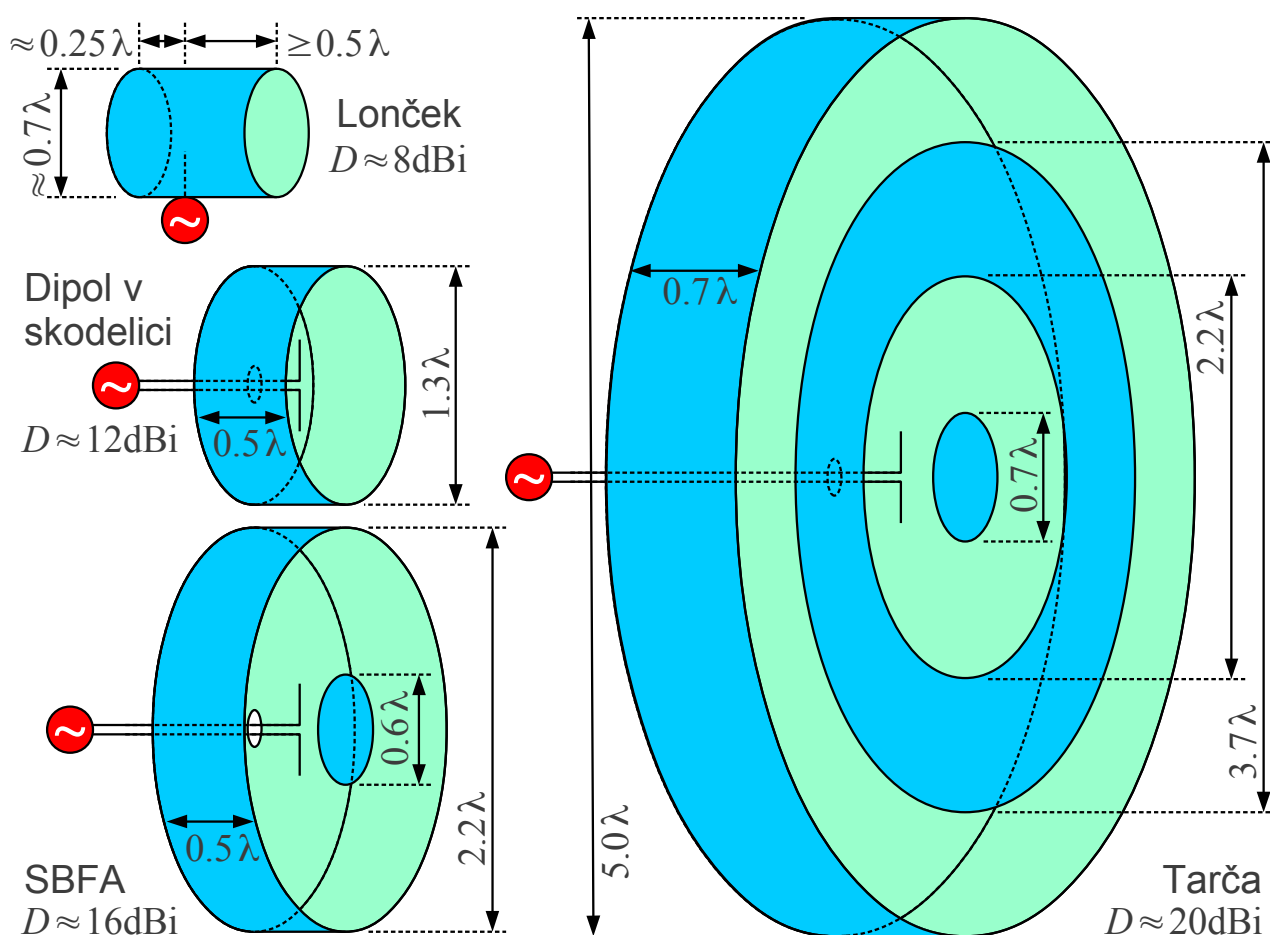 ≈0.25λ
≥0.5λ
≈0.7λ
Lonček
D≈8dBi
~
Dipol v
skodelici
~
D≈12dBi
0.5λ
1.3λ
~
0.6λ
0.5λ
2.2λ
SBFA
D≈16dBi
0.7λ
~
0.7λ
2.2λ
3.7λ
5.0λ
Tarča
D≈20dBi